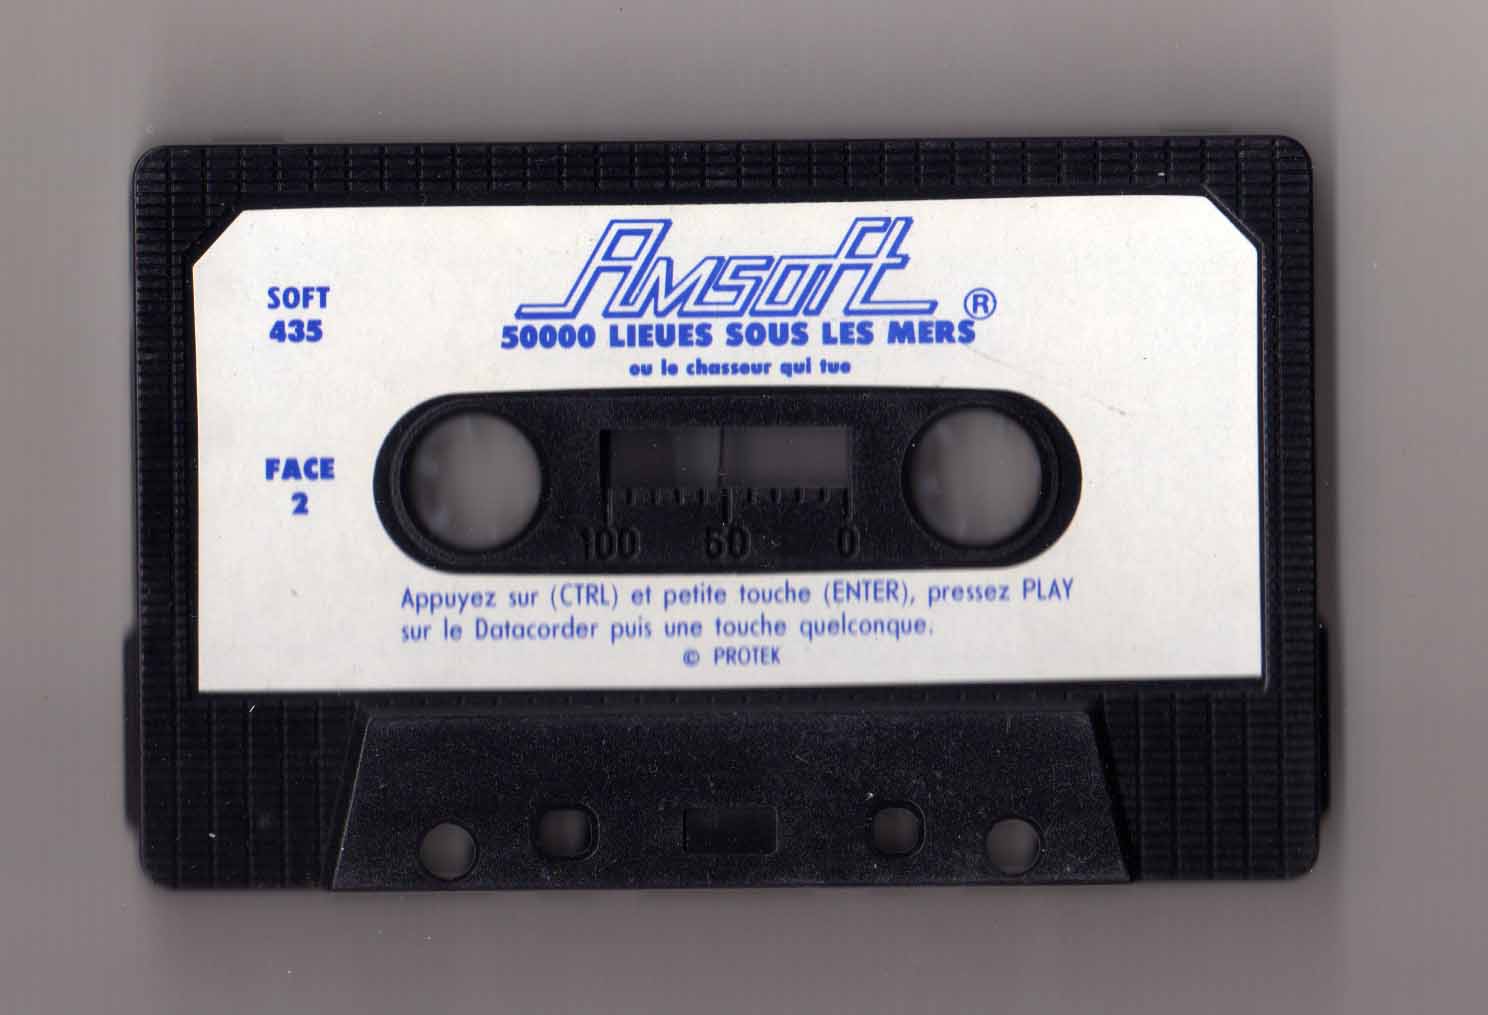 Amsoft ®
50000 LIEUES SOUS LES MERS
ou le chasseur qui tue
SOFT
435
FACE
2
100 50 0
Appuyez sur (CTRL) et petite touche (ENTER), pressez PLAY
sur le Datacorder puis une touche quelconque.
© PROTEK